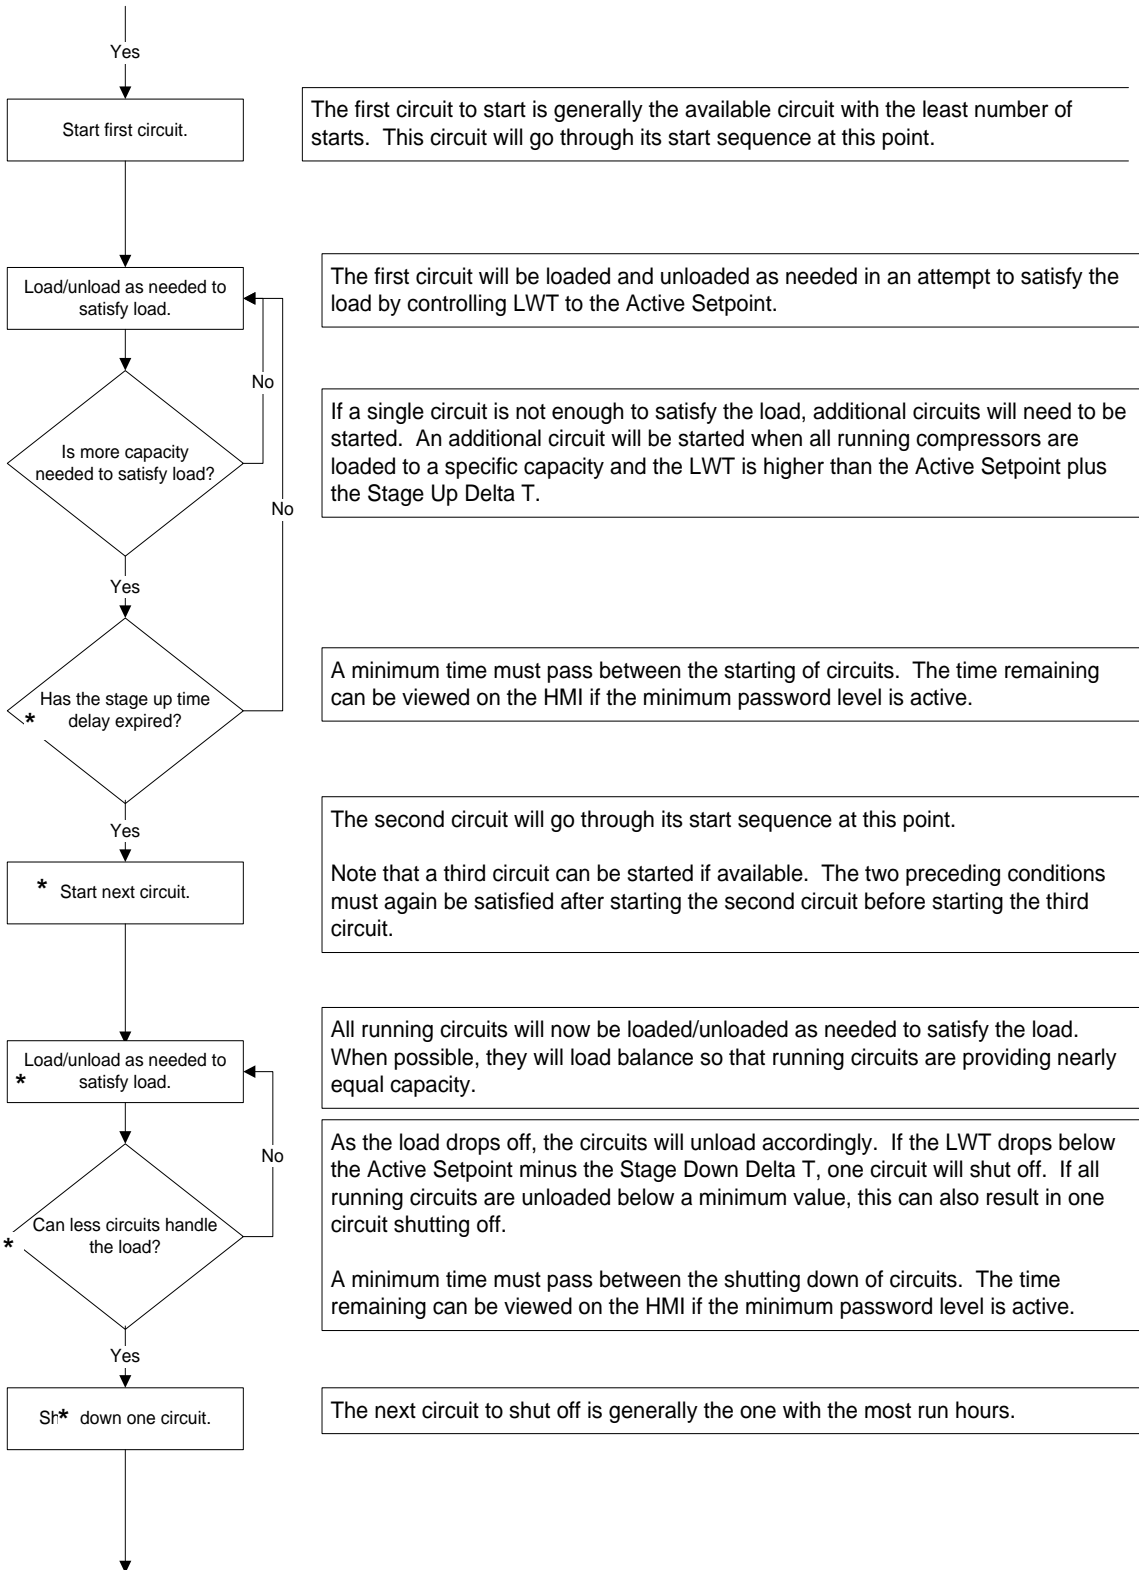 Yes
Start first circuit.
The first circuit to start is generally the available circuit with the least number of
starts.  This circuit will go through its start sequence at this point.
Load/unload as needed to
satisfy load.
The first circuit will be loaded and unloaded as needed in an attempt to satisfy the
load by controlling LWT to the Active Setpoint.
No
Is more capacity
needed to satisfy load?
If a single circuit is not enough to satisfy the load, additional circuits will need to be
started.  An additional circuit will be started when all running compressors are
loaded to a specific capacity and the LWT is higher than the Active Setpoint plus
the Stage Up Delta T.
No
Yes
Has the stage up time
* delay expired?
A minimum time must pass between the starting of circuits.  The time remaining
can be viewed on the HMI if the minimum password level is active.
Yes
* Start next circuit.
The second circuit will go through its start sequence at this point.
Note that a third circuit can be started if available.  The two preceding conditions
must again be satisfied after starting the second circuit before starting the third
circuit.
Load/unload as needed to
* satisfy load.
All running circuits will now be loaded/unloaded as needed to satisfy the load.
When possible, they will load balance so that running circuits are providing nearly
equal capacity.
No
Can less circuits handle
* the load?
As the load drops off, the circuits will unload accordingly.  If the LWT drops below
the Active Setpoint minus the Stage Down Delta T, one circuit will shut off.  If all
running circuits are unloaded below a minimum value, this can also result in one
circuit shutting off.
A minimum time must pass between the shutting down of circuits.  The time
remaining can be viewed on the HMI if the minimum password level is active.
Yes
Sh* down one circuit.
The next circuit to shut off is generally the one with the most run hours.